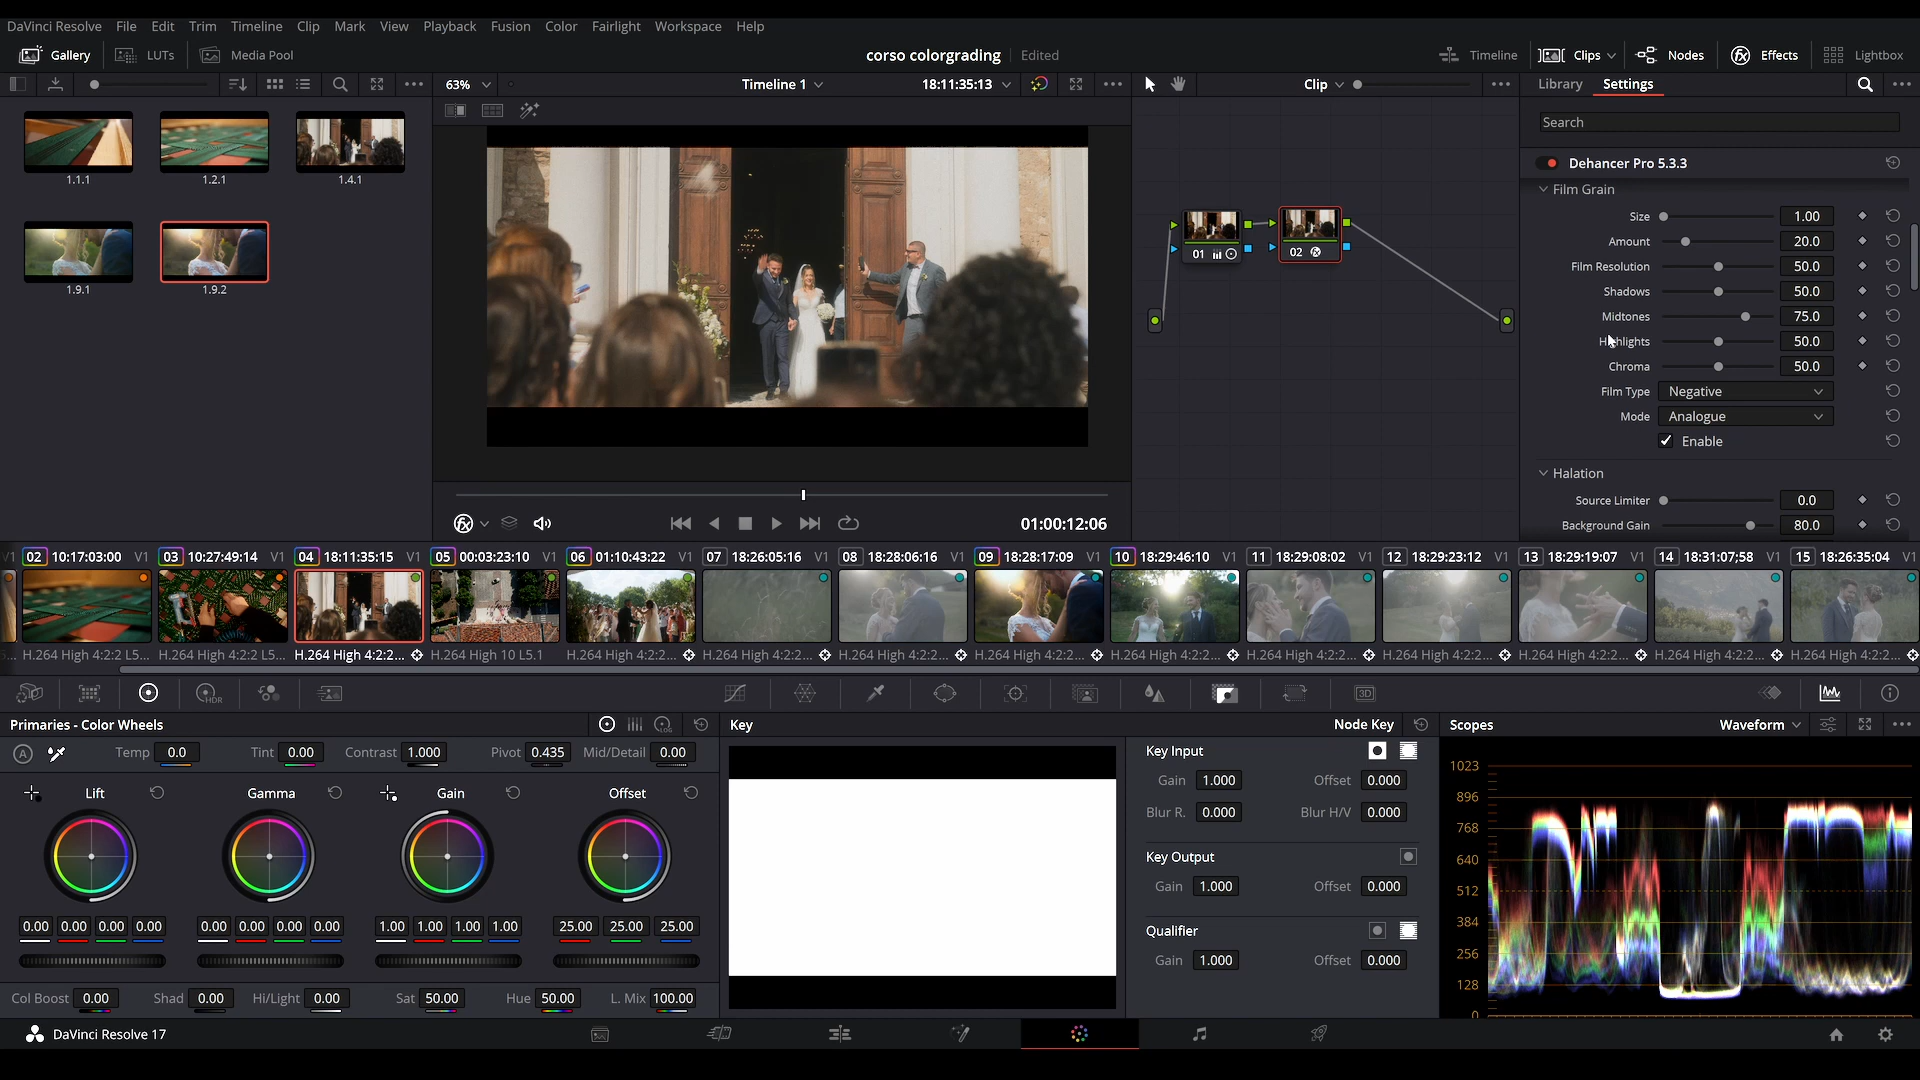 DaVinci Resolve File Edit Trim Timeline Clip Mark View Playback Fusion Color Fairlight Workspace Help
Gallery LUTs Media Pool corso colorgrading Edited Timeline Clips Nodes Effects Lightbox
63% Timeline 1 18:11:35:13 Clip Library Settings
Search
Dehancer Pro 5.3.3
Film Grain
Size 1.00
Amount 20.0
Film Resolution 50.0
Shadows 50.0
Midtones 75.0
Highlights 50.0
Chroma 50.0
Film Type Negative
Mode Analogue
Enable
Halation
Source Limiter 0.0
Background Gain 80.0
1.1.1 1.2.1 1.4.1
1.9.1 1.9.2
01 02
01:00:12:06
V1 02 10:17:03:00 V1 03 10:27:49:14 V1 04 18:11:35:15 V1 05 00:03:23:10 V1 06 01:10:43:22 V1 07 18:26:05:16 V1 08 18:28:06:16 V1 09 18:28:17:09 V1 10 18:29:46:10 V1 11 18:29:08:02 V1 12 18:29:23:12 V1 13 18:29:19:07 V1 14 18:31:07;58 V1 15 18:26:35:04 V1
H.264 High 4:2:2 L5... H.264 High 4:2:2 L5... H.264 High 4:2:2... H.264 High 10 L5.1 H.264 High 4:2:2... H.264 High 4:2:2... H.264 High 4:2:2... H.264 High 4:2:2... H.264 High 4:2:2... H.264 High 4:2:2... H.264 High 4:2:2... H.264 High 4:2:2... H.264 High 4:2:2... H.264 High 4:2:2...
HDR 3D
Primaries - Color Wheels LOG Key Node Key Scopes Waveform
A Temp 0.0 Tint 0.00 Contrast 1.000 Pivot 0.435 Mid/Detail 0.00
Lift Gamma Gain Offset
0.00 0.00 0.00 0.00 0.00 0.00 0.00 0.00 1.00 1.00 1.00 1.00 25.00 25.00 25.00
Col Boost 0.00 Shad 0.00 Hi/Light 0.00 Sat 50.00 Hue 50.00 L. Mix 100.00
Key Input
Gain 1.000 Offset 0.000
Blur R. 0.000 Blur H/V 0.000
Key Output
Gain 1.000 Offset 0.000
Qualifier
Gain 1.000 Offset 0.000
1023
896
768
640
512
384
256
128
0
DaVinci Resolve 17